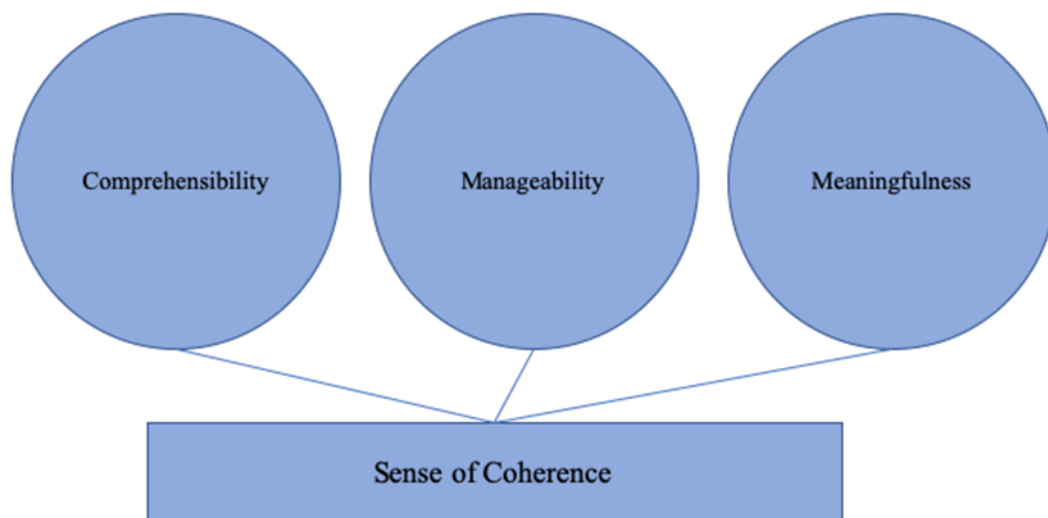 Comprehensibility
Manageability
Meaningfulness
Sense of Coherence